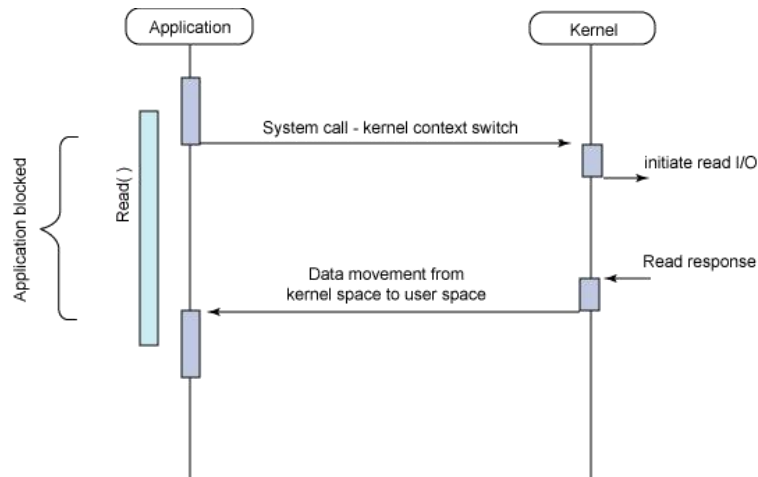 Application
Kernel
System call - kernel context switch
initiate read I/O
Application blocked
Read( )
Read response
Data movement from
kernel space to user space